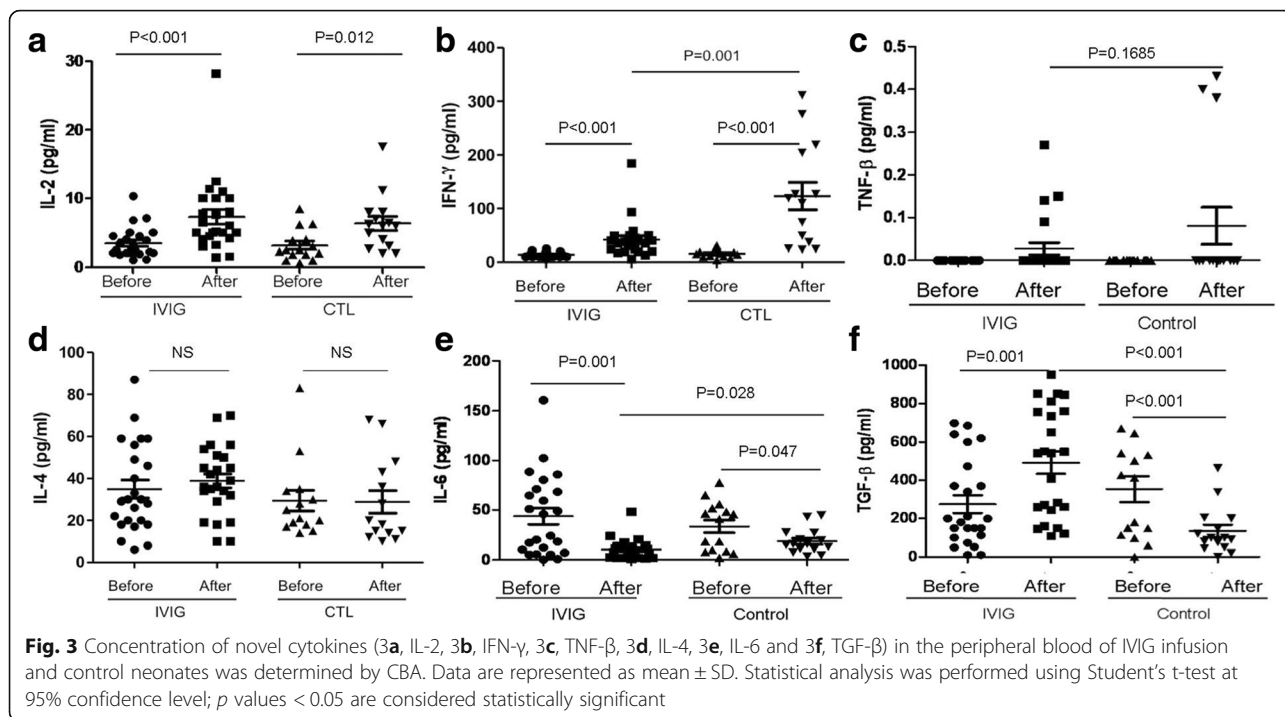 a
P<0.001
P=0.012
IL-2 (pg/ml)
30
20
10
0
Before
After
Before
After
IVIG
CTL
b
P=0.001
P<0.001
P<0.001
IFN-γ (pg/ml)
400
300
200
100
0
Before
After
Before
After
IVIG
CTL
c
P=0.1685
TNF-β (pg/ml)
0.5
0.4
0.3
0.2
0.1
0.0
Before
After
Before
After
IVIG
Control
d
NS
NS
IL-4 (pg/ml)
100
80
60
40
20
0
Before
After
Before
After
IVIG
CTL
e
P=0.001
P=0.028
P=0.047
IL-6 (pg/ml)
200
150
100
50
0
Before
After
Before
After
IVIG
Control
f
P=0.001
P<0.001
P<0.001
TGF-β (pg/ml)
1000
800
600
400
200
0
Before
After
Before
After
IVIG
Control
Fig. 3 Concentration of novel cytokines (3a, IL-2, 3b, IFN-γ, 3c, TNF-β, 3d, IL-4, 3e, IL-6 and 3f, TGF-β) in the peripheral blood of IVIG infusion
and control neonates was determined by CBA. Data are represented as mean ± SD. Statistical analysis was performed using Student's t-test at
95% confidence level; p values < 0.05 are considered statistically significant